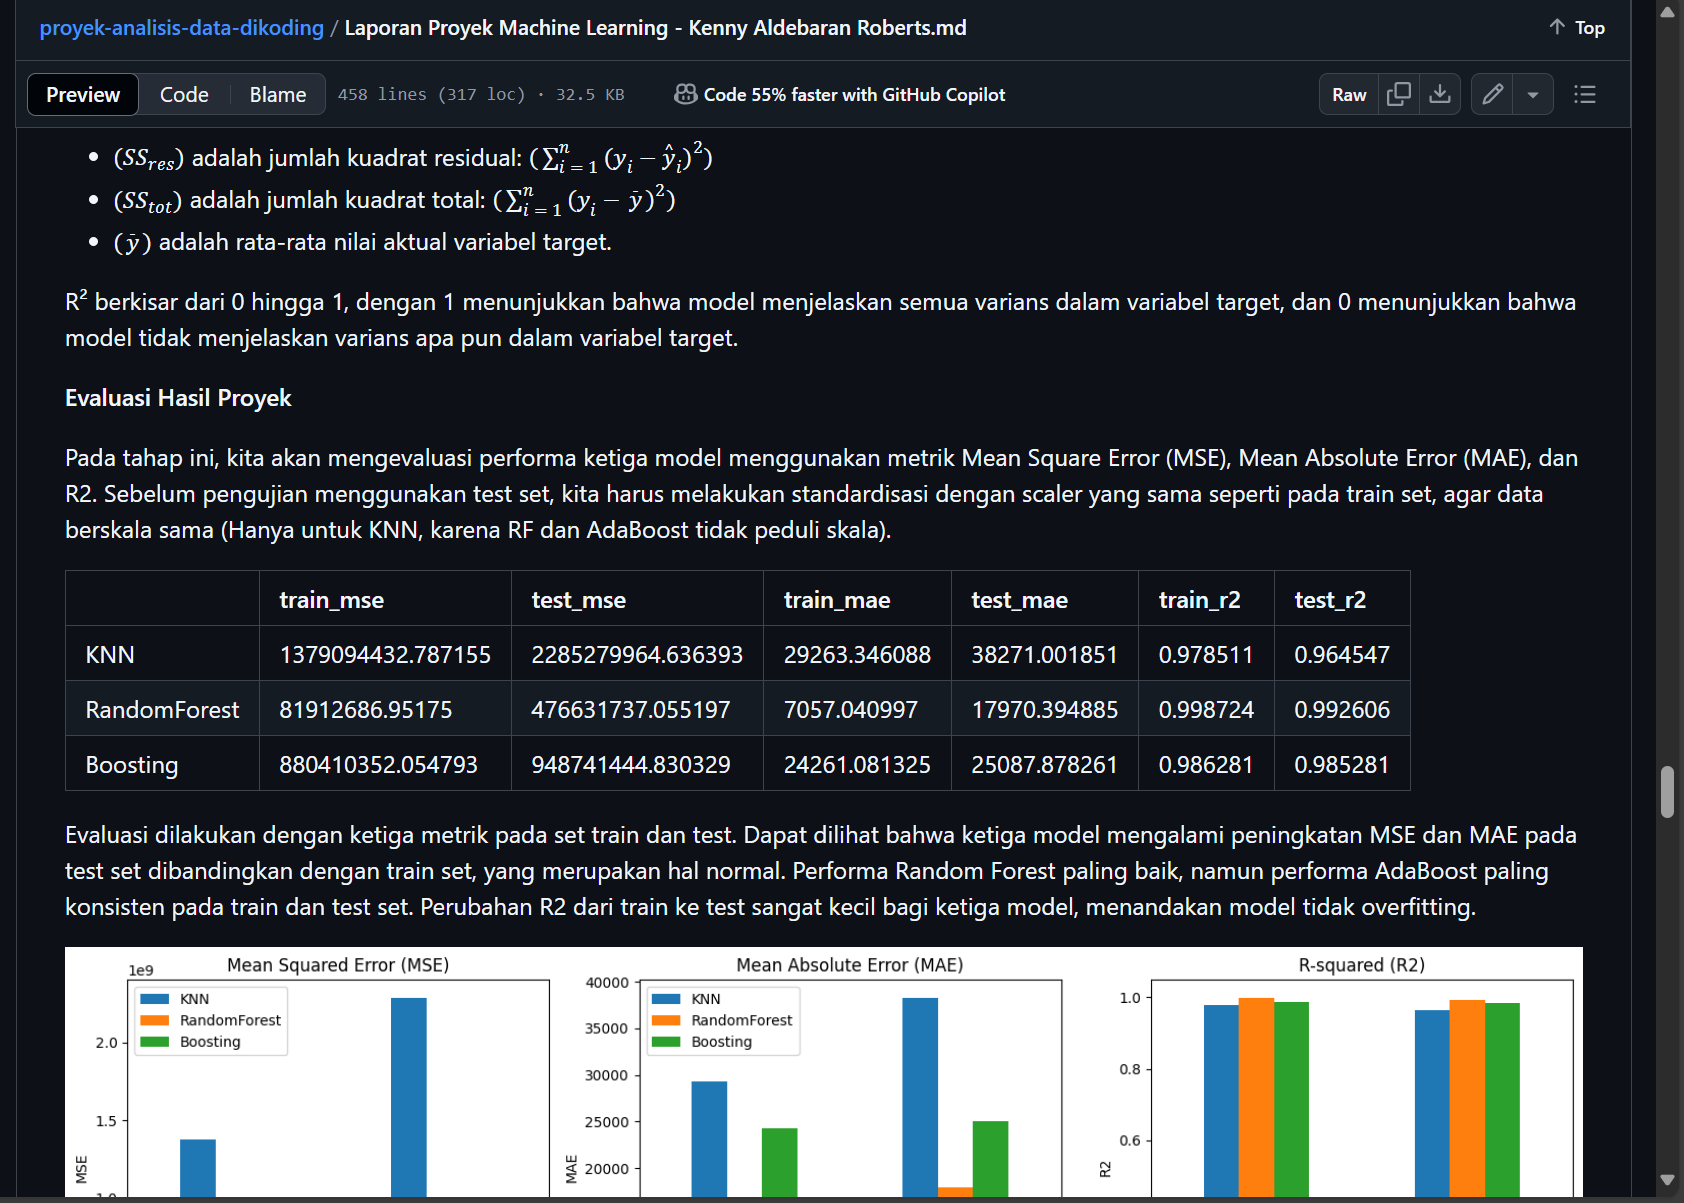 proyek-analisis-data-dikoding / Laporan Proyek Machine Learning - Kenny Aldebaran Roberts.md
Top
Preview Code Blame 458 lines (317 loc) · 32.5 KB Code 55% faster with GitHub Copilot Raw
• (SS_res) adalah jumlah kuadrat residual: (∑_{i=1}^{n} (y_i − ŷ_i)²)
• (SS_tot) adalah jumlah kuadrat total: (∑_{i=1}^{n} (y_i − ȳ)²)
• (ȳ) adalah rata-rata nilai aktual variabel target.
R² berkisar dari 0 hingga 1, dengan 1 menunjukkan bahwa model menjelaskan semua varians dalam variabel target, dan 0 menunjukkan bahwa
model tidak menjelaskan varians apa pun dalam variabel target.
Evaluasi Hasil Proyek
Pada tahap ini, kita akan mengevaluasi performa ketiga model menggunakan metrik Mean Square Error (MSE), Mean Absolute Error (MAE), dan
R2. Sebelum pengujian menggunakan test set, kita harus melakukan standardisasi dengan scaler yang sama seperti pada train set, agar data
berskala sama (Hanya untuk KNN, karena RF dan AdaBoost tidak peduli skala).
train_mse test_mse train_mae test_mae train_r2 test_r2
KNN 1379094432.787155 2285279964.636393 29263.346088 38271.001851 0.978511 0.964547
RandomForest 81912686.95175 476631737.055197 7057.040997 17970.394885 0.998724 0.992606
Boosting 880410352.054793 948741444.830329 24261.081325 25087.878261 0.986281 0.985281
Evaluasi dilakukan dengan ketiga metrik pada set train dan test. Dapat dilihat bahwa ketiga model mengalami peningkatan MSE dan MAE pada
test set dibandingkan dengan train set, yang merupakan hal normal. Performa Random Forest paling baik, namun performa AdaBoost paling
konsisten pada train dan test set. Perubahan R2 dari train ke test sangat kecil bagi ketiga model, menandakan model tidak overfitting.
Mean Squared Error (MSE)
1e9
KNN
RandomForest
Boosting
2.0
1.5
MSE
Mean Absolute Error (MAE)
KNN
RandomForest
Boosting
40000
35000
30000
25000
20000
MAE
R-squared (R2)
1.0
0.8
0.6
R2